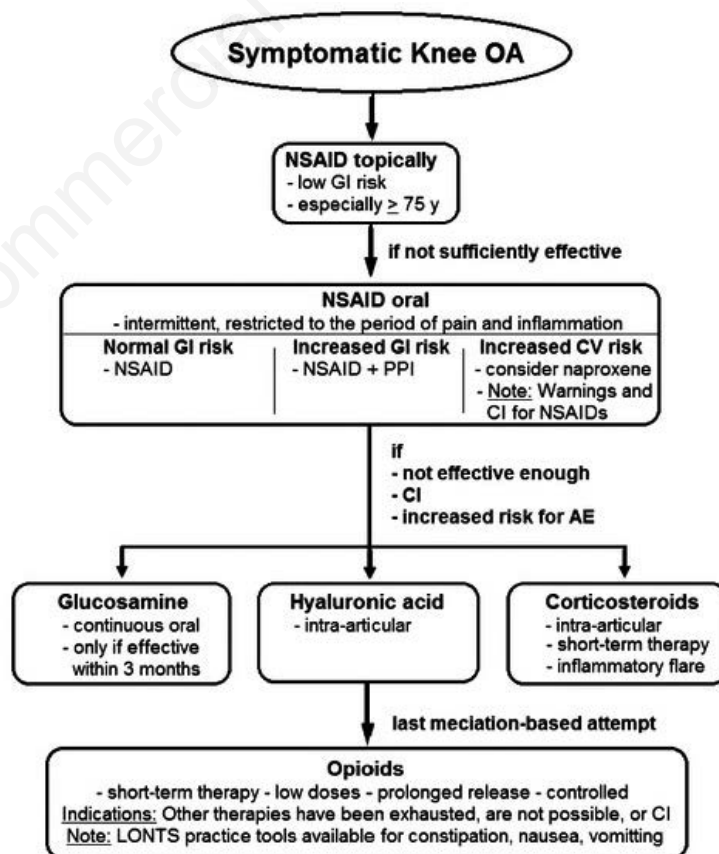 ommercial
Symptomatic Knee OA
NSAID topically
- low GI risk
- especially ≥ 75 y
if not sufficiently effective
NSAID oral
- intermittent, restricted to the period of pain and inflammation
Normal GI risk
- NSAID
Increased GI risk
- NSAID + PPI
Increased CV risk
- consider naproxene
- Note: Warnings and
CI for NSAIDs
if
- not effective enough
- CI
- increased risk for AE
Glucosamine
- continuous oral
- only if effective
within 3 months
Hyaluronic acid
- intra-articular
Corticosteroids
- intra-articular
- short-term therapy
- inflammatory flare
last meciation-based attempt
Opioids
- short-term therapy - low doses - prolonged release - controlled
Indications: Other therapies have been exhausted, are not possible, or CI
Note: LONTS practice tools available for constipation, nausea, vomitting